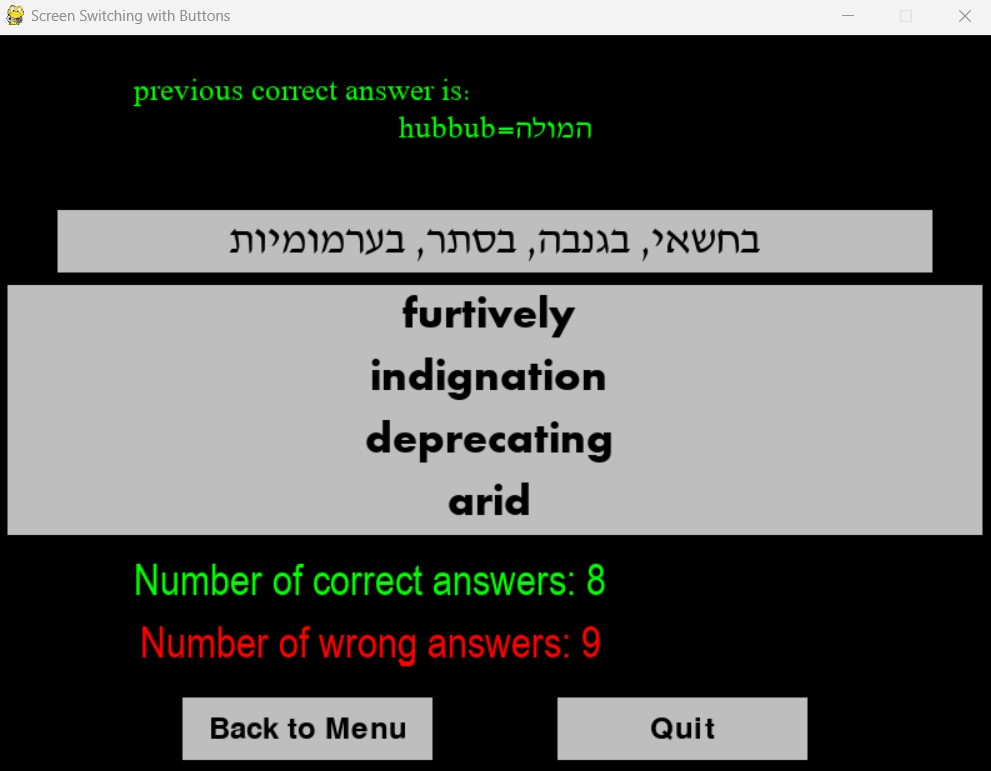 Screen Switching with Buttons
previous correct answer is:
hubbub=המולה
בחשאי, בגנבה, בסתר, בערמומיות
furtively
indignation
deprecating
arid
Number of correct answers: 8
Number of wrong answers: 9
Back to Menu
Quit